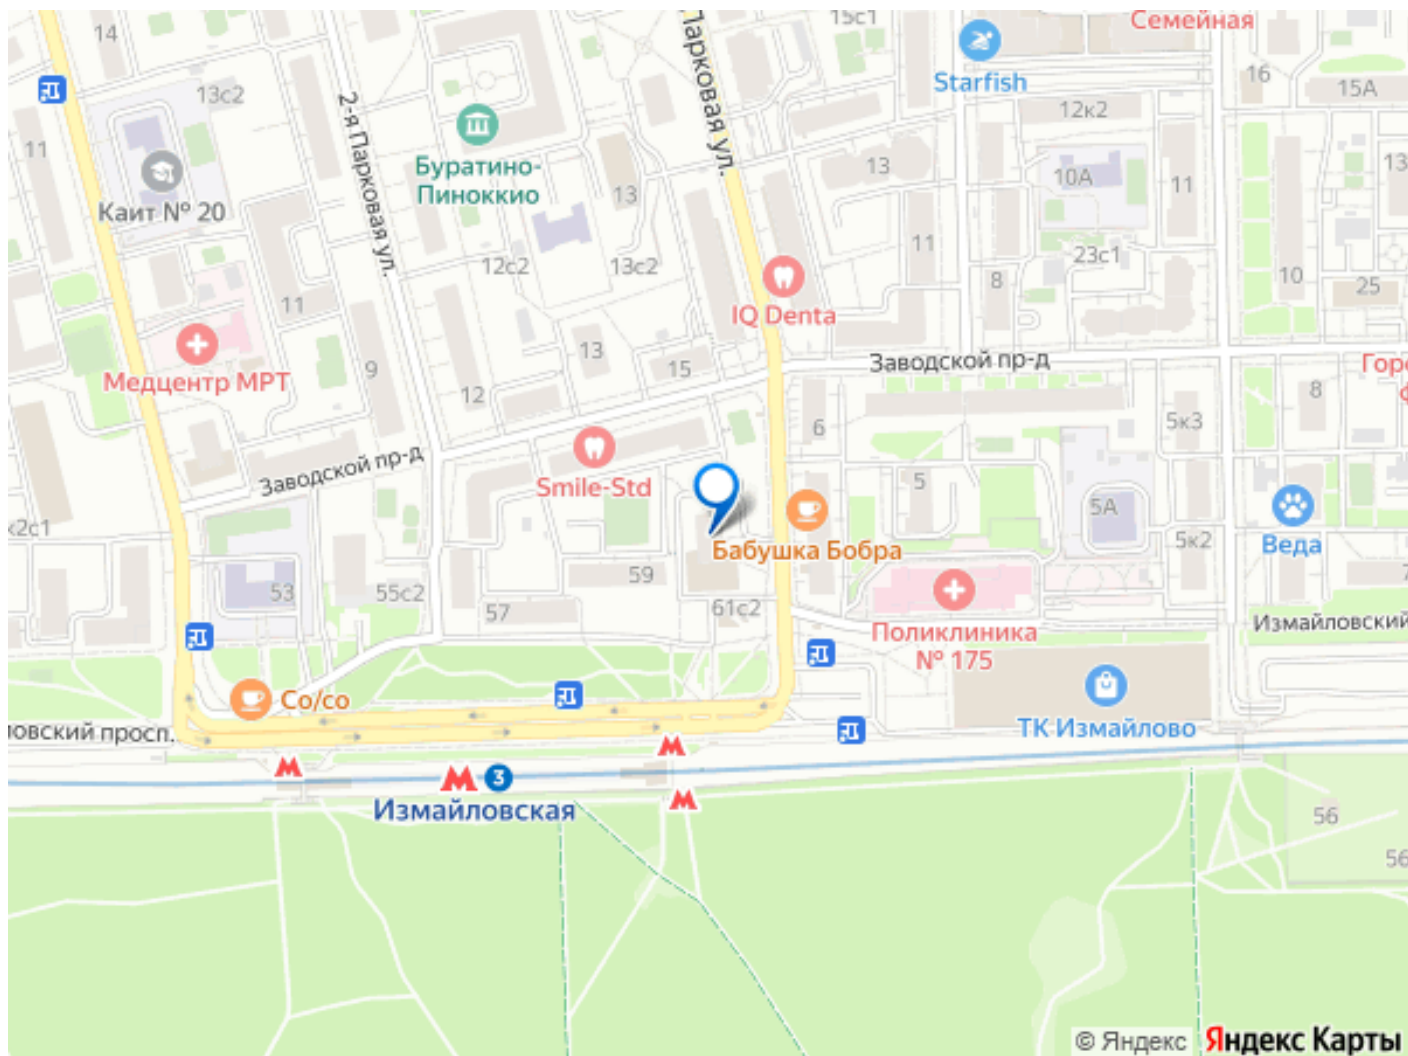 14
15с1
Семейная
Starfish
16
15А
13с2
12к2
2-я Парковая ул.
Парковая ул.
11
Буратино-
Пиноккио
13
13
10А
11
13
Каит № 20
12с2
13с2
11
8
23с1
10
25
11
IQ Denta
Медцентр МРТ
9
13
15
Заводской пр-д
8
12
6
5к3
Заводской пр-д
Smile-Std
5
5А
к2с1
Бабушка Бобра
5к2
Веда
53
55с2
59
57
61с2
Поликлиника
№ 175
Измайловский
Co/co
ТК Измайлово
ловский просп.
3
Измайловская
56
56
© Яндекс
Яндекс Карты